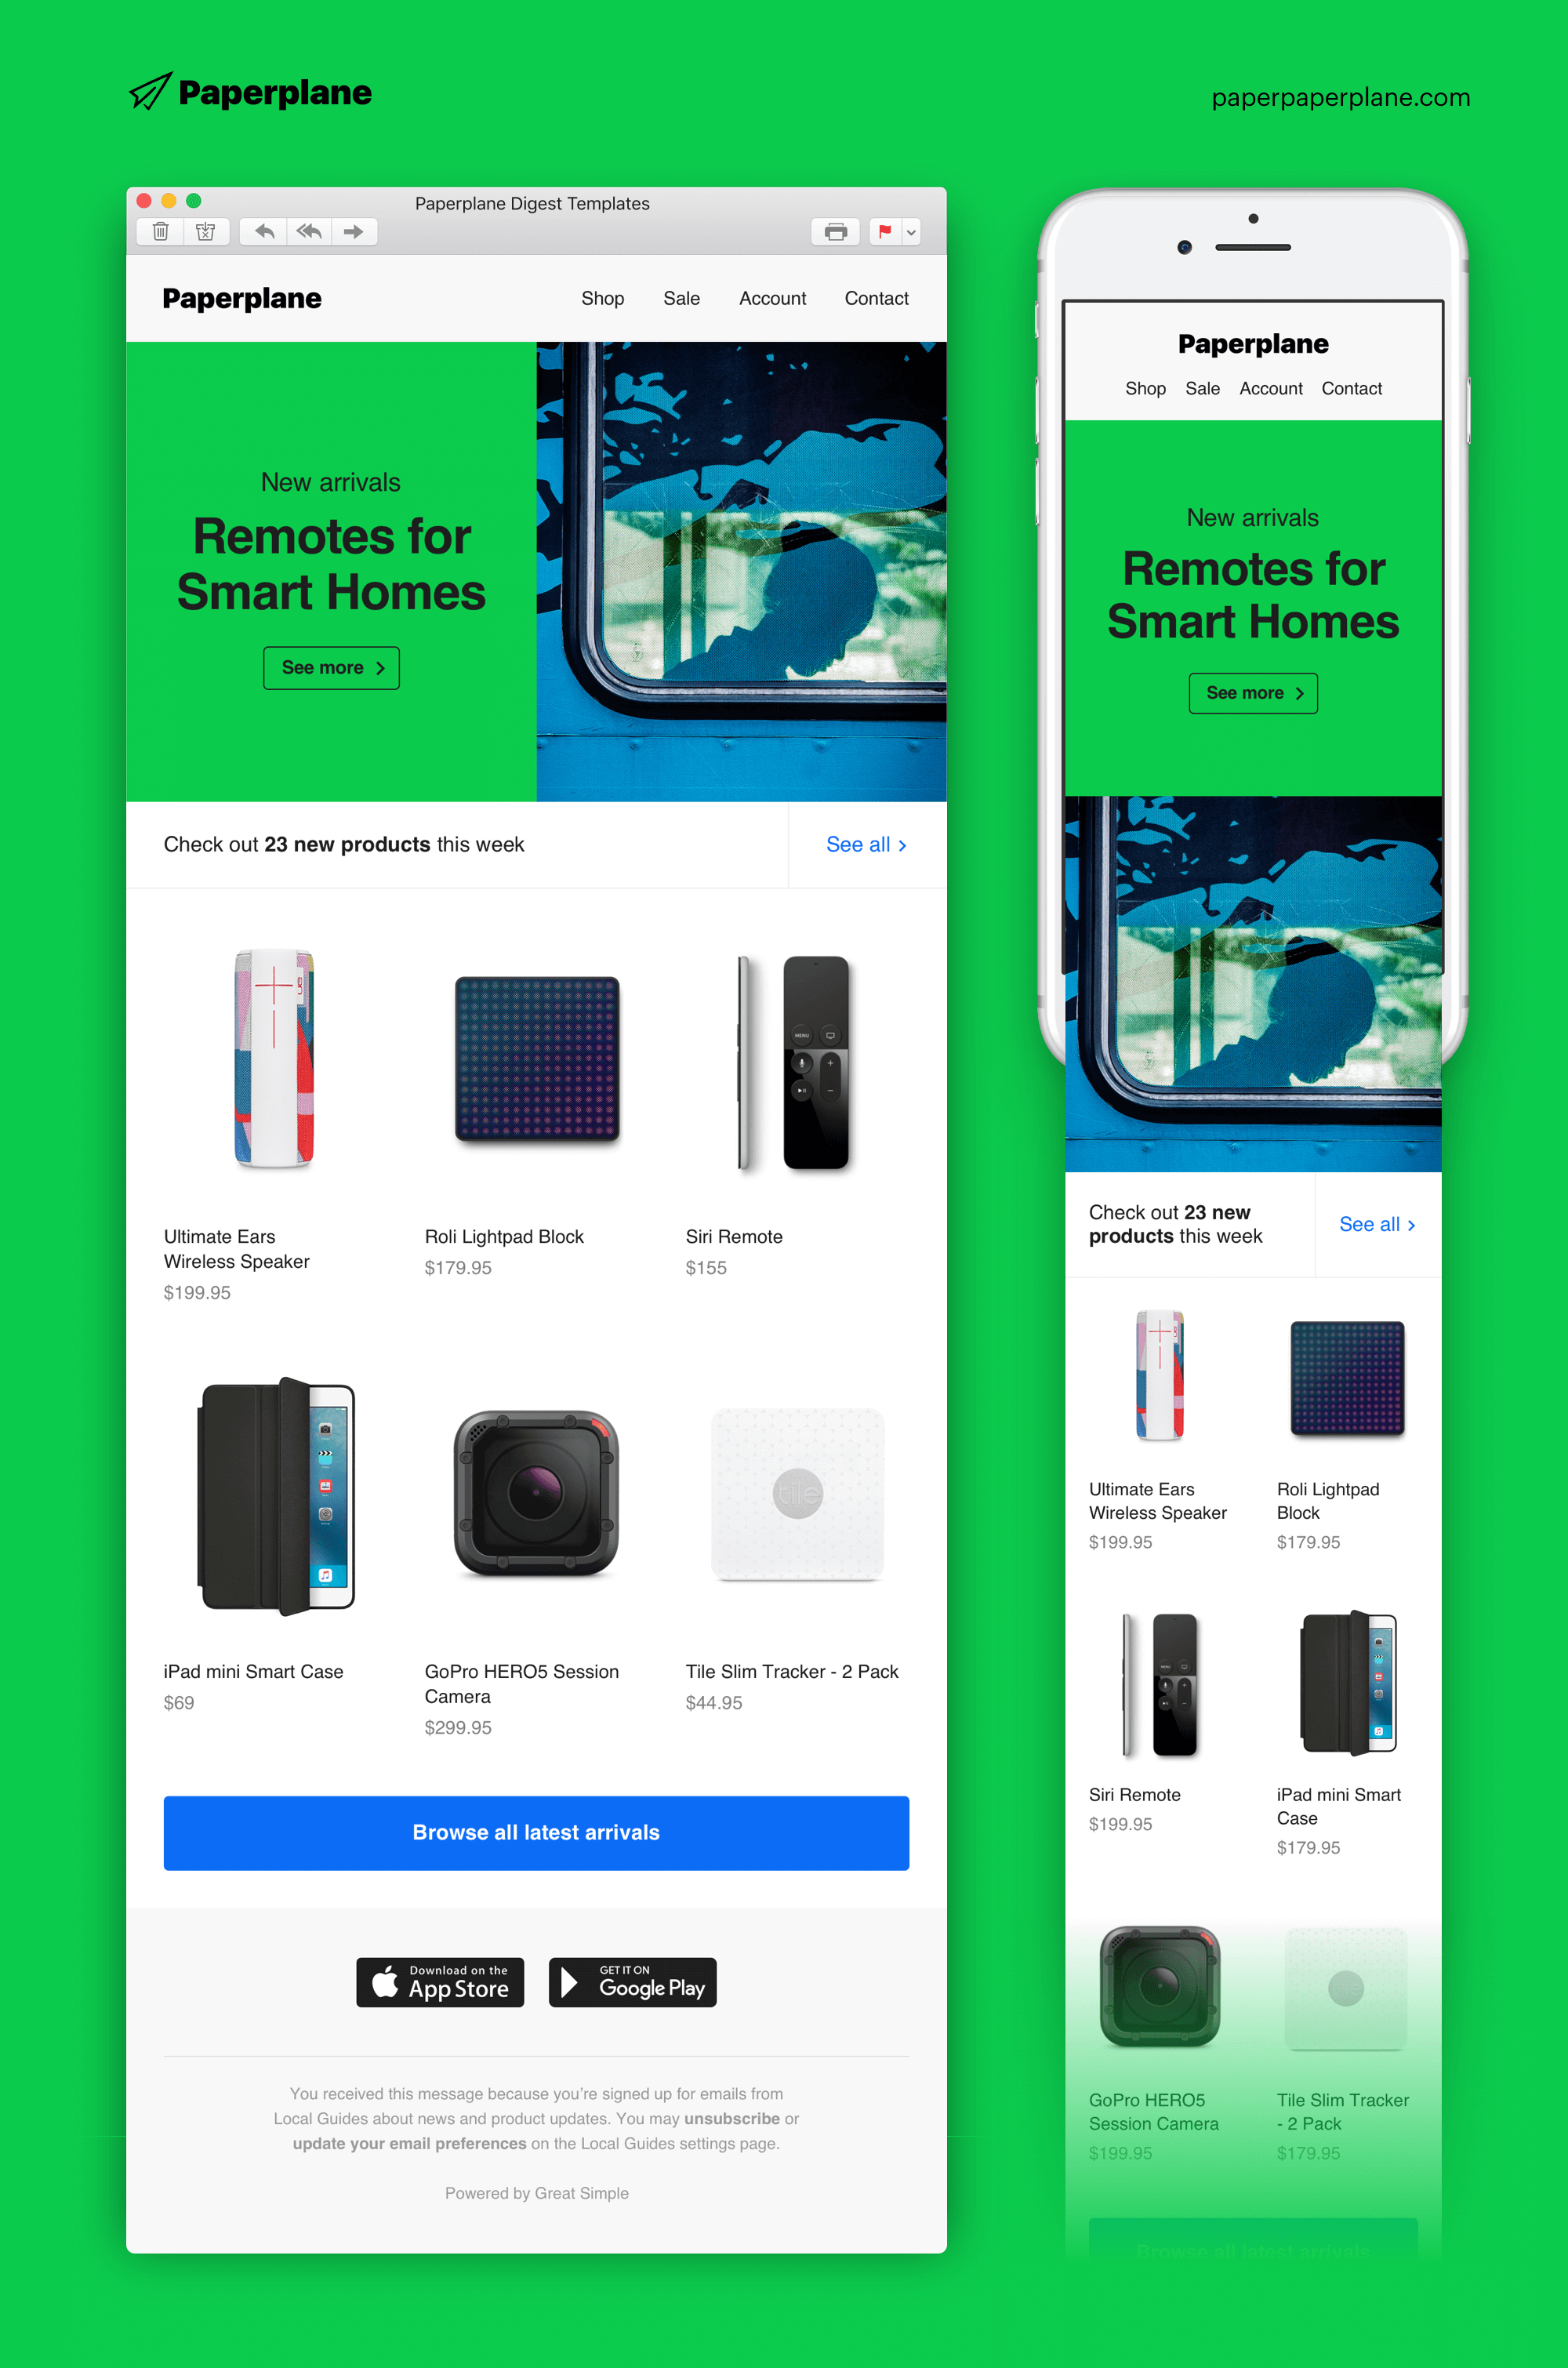 Paperplane
paperpaperplane.com
Paperplane Digest Templates
Paperplane
Shop Sale Account Contact
New arrivals
Remotes for
Smart Homes
See more
Check out 23 new products this week
See all
MENU
Ultimate Ears
Wireless Speaker
$199.95
Roli Lightpad Block
$179.95
Siri Remote
$155
tile
iPad mini Smart Case
$69
GoPro HERO5 Session
Camera
$299.95
Tile Slim Tracker - 2 Pack
$44.95
Browse all latest arrivals
Download on the
App Store
GET IT ON
Google Play
You received this message because you’re signed up for emails from
Local Guides about news and product updates. You may unsubscribe or
update your email preferences on the Local Guides settings page.
Powered by Great Simple
Paperplane
Shop Sale Account Contact
New arrivals
Remotes for
Smart Homes
See more
Check out 23 new
products this week
See all
Ultimate Ears
Wireless Speaker
$199.95
Roli Lightpad
Block
$179.95
MENU
Siri Remote
$199.95
iPad mini Smart
Case
$179.95
tile
GoPro HERO5
Session Camera
$199.95
Tile Slim Tracker
- 2 Pack
$179.95
Browse all latest arrivals